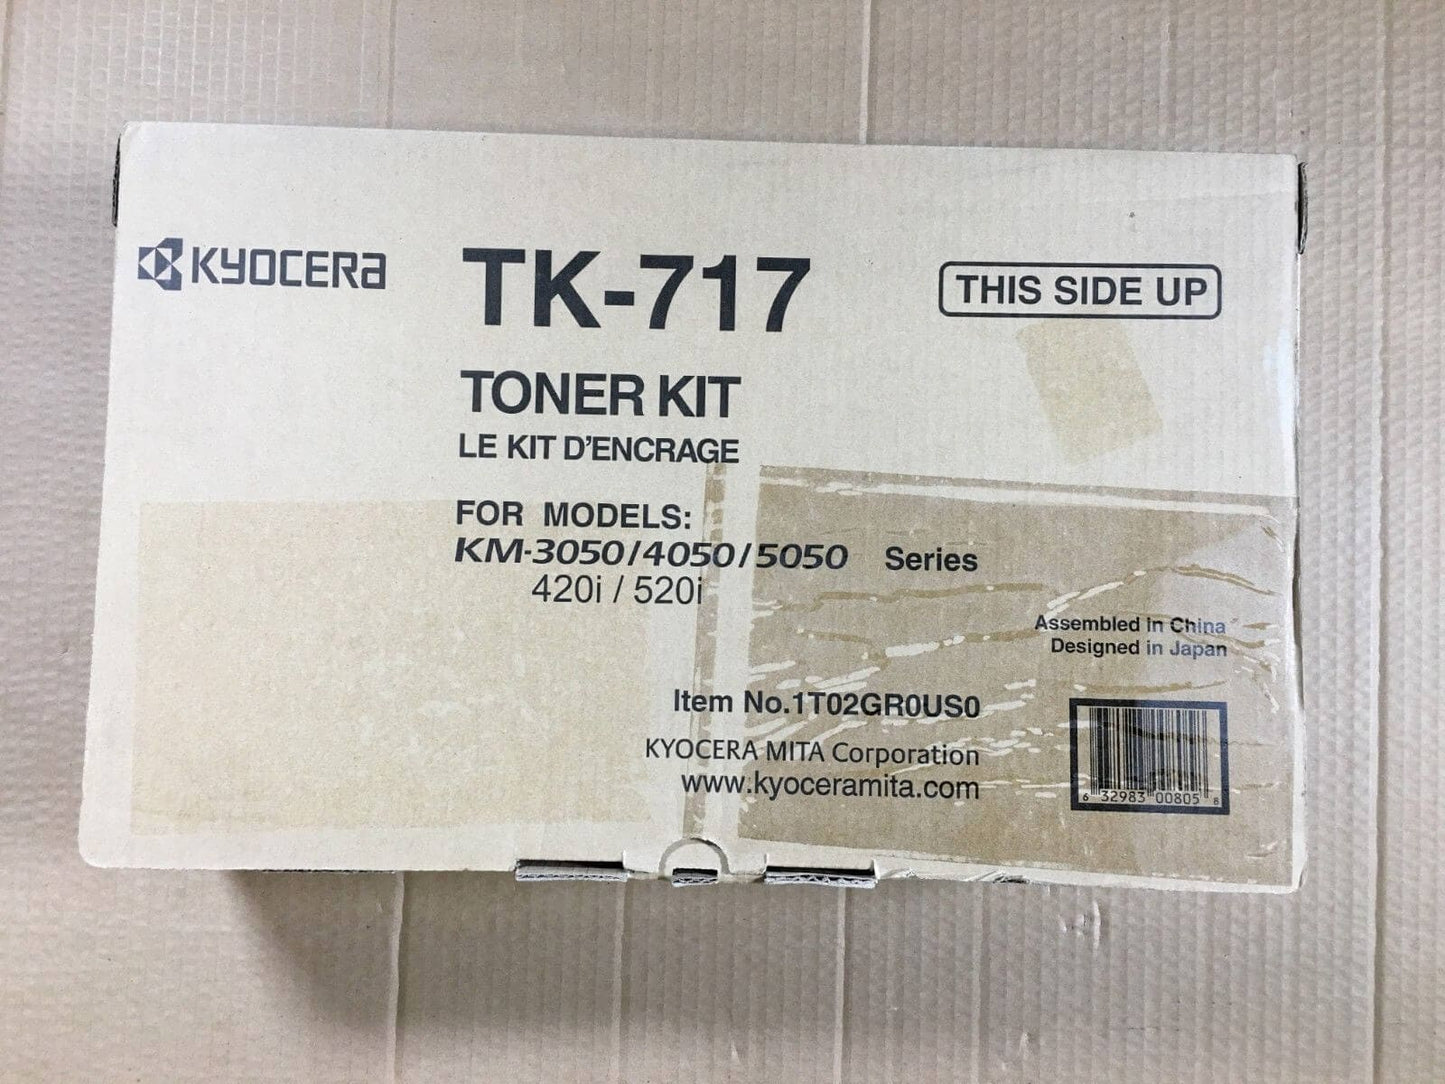 KYOCERA
TK-717
THIS SIDE UP
TONER KIT
LE KIT D'ENCRAGE
FOR MODELS:
KM-3050/4050/5050 Series
420i / 520i
Assembled in China
Designed in Japan
Item No.1T02GR0US0
KYOCERA MITA Corporation
www.kyoceramita.com
6 32983 00805 8